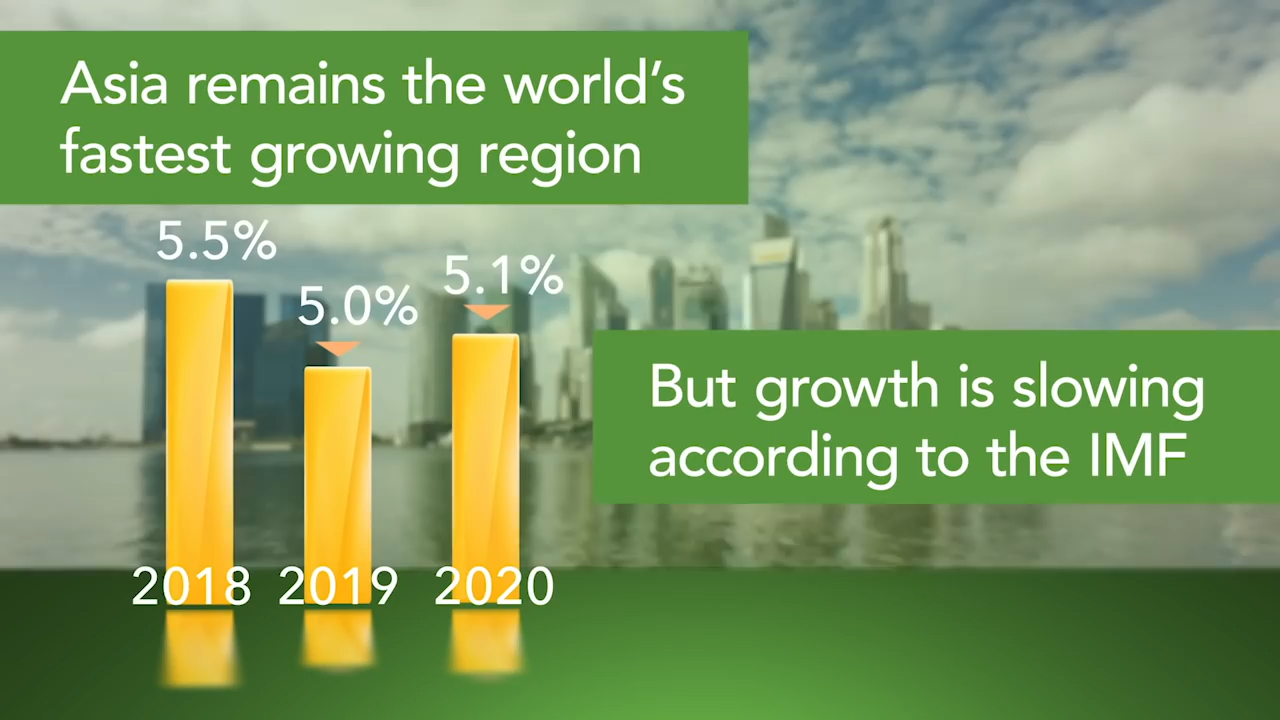 Asia remains the world's
fastest growing region
5.5%
5.0%
5.1%
But growth is slowing
according to the IMF
2018 2019 2020